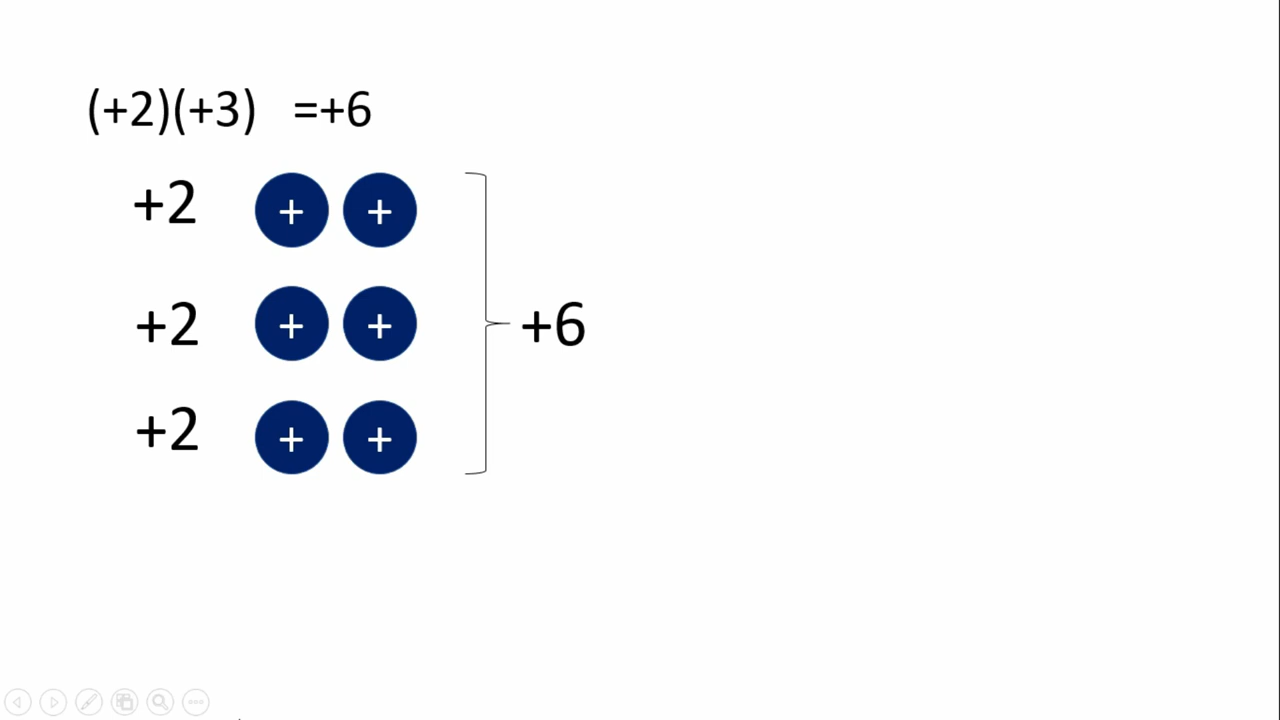 (+2)(+3) =+6
+2 + +
+2 + + +6
+2 + +